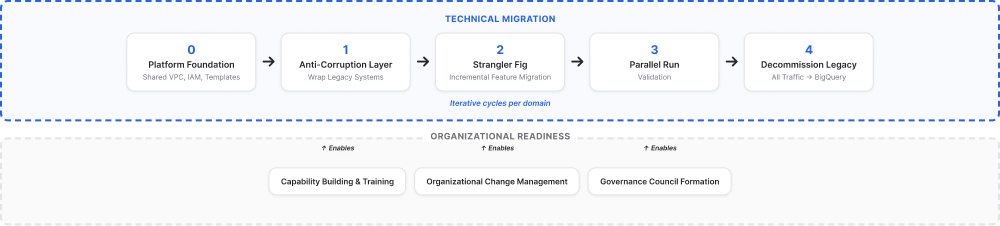 TECHNICAL MIGRATION
0
Platform Foundation
Shared VPC, IAM, Templates
→
1
Anti-Corruption Layer
Wrap Legacy Systems
→
2
Strangler Fig
Incremental Feature Migration
→
3
Parallel Run
Validation
→
4
Decommission Legacy
All Traffic → BigQuery
Iterative cycles per domain
ORGANIZATIONAL READINESS
↑ Enables
↑ Enables
↑ Enables
Capability Building & Training
Organizational Change Management
Governance Council Formation